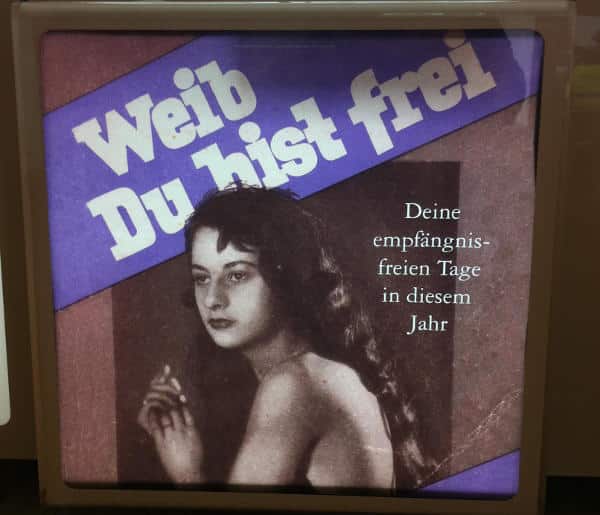 Weib
Du bist frei
Deine
empfängnis-
freien Tage
in diesem
Jahr